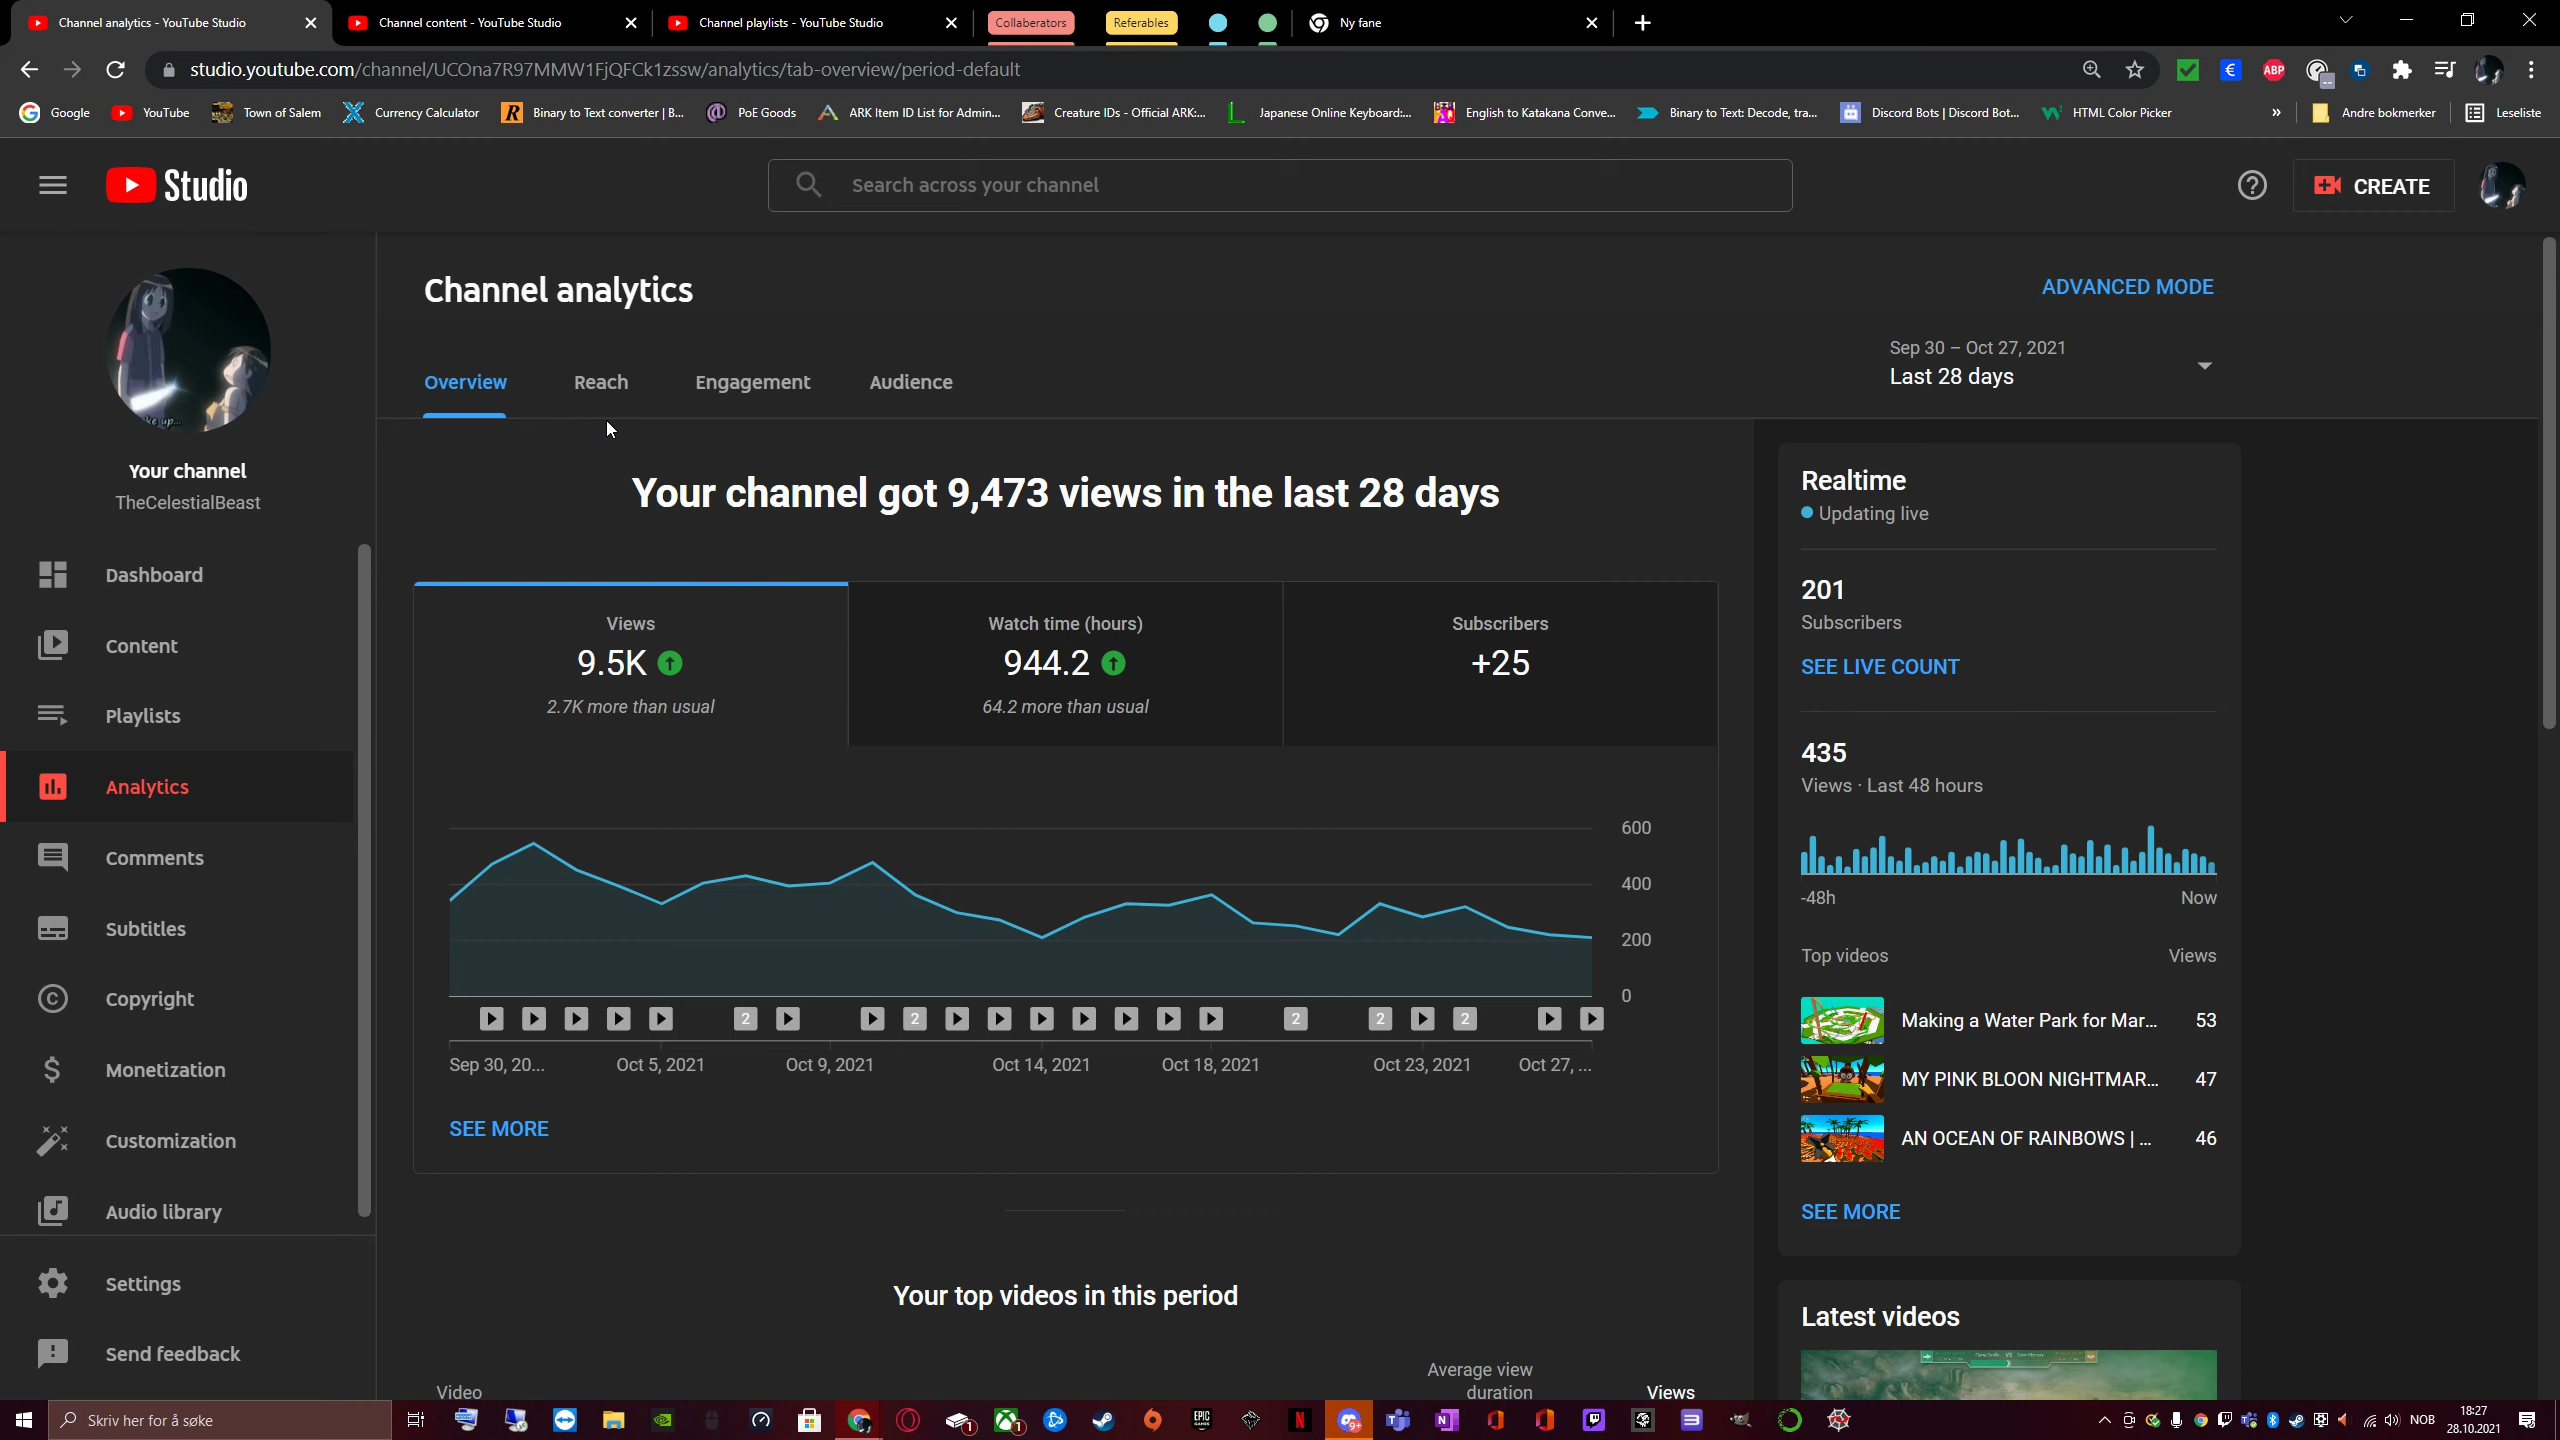 Channel analytics - YouTube Studio
Channel content - YouTube Studio
Channel playlists - YouTube Studio
Collaberators
Referables
Ny fane
studio.youtube.com/channel/UCOna7R97MMW1FjQFCk1zssw/analytics/tab-overview/period-default
€
ABP
Google
YouTube
Town of Salem
Currency Calculator
Binary to Text converter | B...
PoE Goods
ARK Item ID List for Admin...
Creature IDs - Official ARK:...
Japanese Online Keyboard:...
English to Katakana Conve...
Binary to Text: Decode, tra...
Discord Bots | Discord Bot...
HTML Color Picker
»
Andre bokmerker
Leseliste
Studio
Search across your channel
CREATE
Your channel
TheCelestialBeast
Dashboard
Content
Playlists
Analytics
Comments
Subtitles
Copyright
Monetization
Customization
Audio library
Settings
Send feedback
Channel analytics
ADVANCED MODE
Overview
Reach
Engagement
Audience
Sep 30 – Oct 27, 2021
Last 28 days
Your channel got 9,473 views in the last 28 days
Views
9.5K
2.7K more than usual
Watch time (hours)
944.2
64.2 more than usual
Subscribers
+25
600
400
200
0
2
2
2
2
2
Sep 30, 20...
Oct 5, 2021
Oct 9, 2021
Oct 14, 2021
Oct 18, 2021
Oct 23, 2021
Oct 27, ...
SEE MORE
Your top videos in this period
Video
Average view
duration
Views
Realtime
Updating live
201
Subscribers
SEE LIVE COUNT
435
Views · Last 48 hours
-48h
Now
Top videos
Views
Making a Water Park for Mar...
53
MY PINK BLOON NIGHTMAR...
47
AN OCEAN OF RAINBOWS | ...
46
SEE MORE
Latest videos
Skriv her for å søke
NOB
18:27
28.10.2021